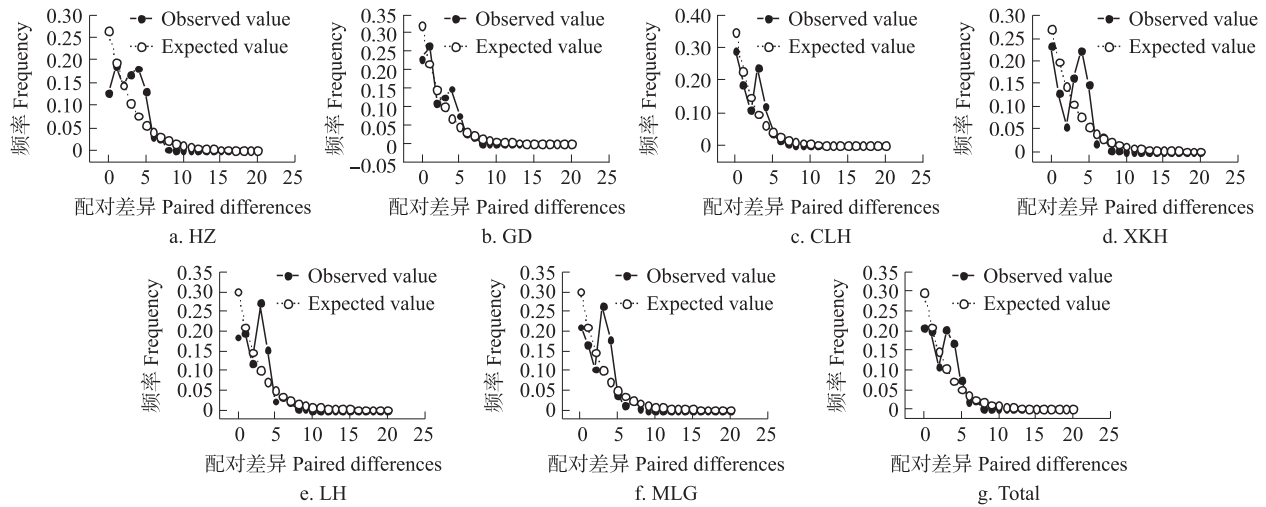 0.30
0.25
0.20
0.15
0.10
0.05
0
频率 Frequency
Observed value
Expected value
0 5 10 15 20 25
配对差异 Paired differences
a. HZ
0.35
0.30
0.25
0.20
0.15
0.10
0.05
0
−0.05
频率 Frequency
Observed value
Expected value
0 5 10 15 20 25
配对差异 Paired differences
b. GD
0.40
0.30
0.20
0.10
0
频率 Frequency
Observed value
Expected value
0 5 10 15 20 25
配对差异 Paired differences
c. CLH
0.30
0.25
0.20
0.15
0.10
0.05
0
频率 Frequency
Observed value
Expected value
0 5 10 15 20 25
配对差异 Paired differences
d. XKH
0.35
0.30
0.25
0.20
0.15
0.10
0.05
0
频率 Frequency
Observed value
Expected value
0 5 10 15 20 25
配对差异 Paired differences
e. LH
0.35
0.30
0.25
0.20
0.15
0.10
0.05
0
频率 Frequency
Observed value
Expected value
0 5 10 15 20 25
配对差异 Paired differences
f. MLG
0.35
0.30
0.25
0.20
0.15
0.10
0.05
0
频率 Frequency
Observed value
Expected value
0 5 10 15 20 25
配对差异 Paired differences
g. Total